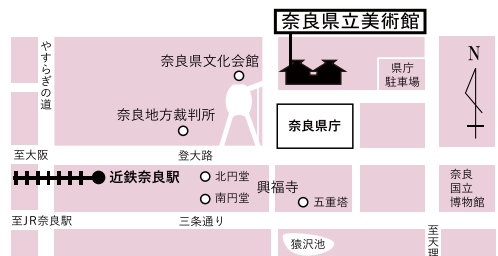 奈良県立美術館
やすらぎの道
奈良県文化会館
県庁
駐車場
N
奈良地方裁判所
奈良県庁
至大阪
登大路
近鉄奈良駅
北円堂
興福寺
南円堂
五重塔
奈良
国立
博物館
至JR奈良駅
三条通り
猿沢池
至天理